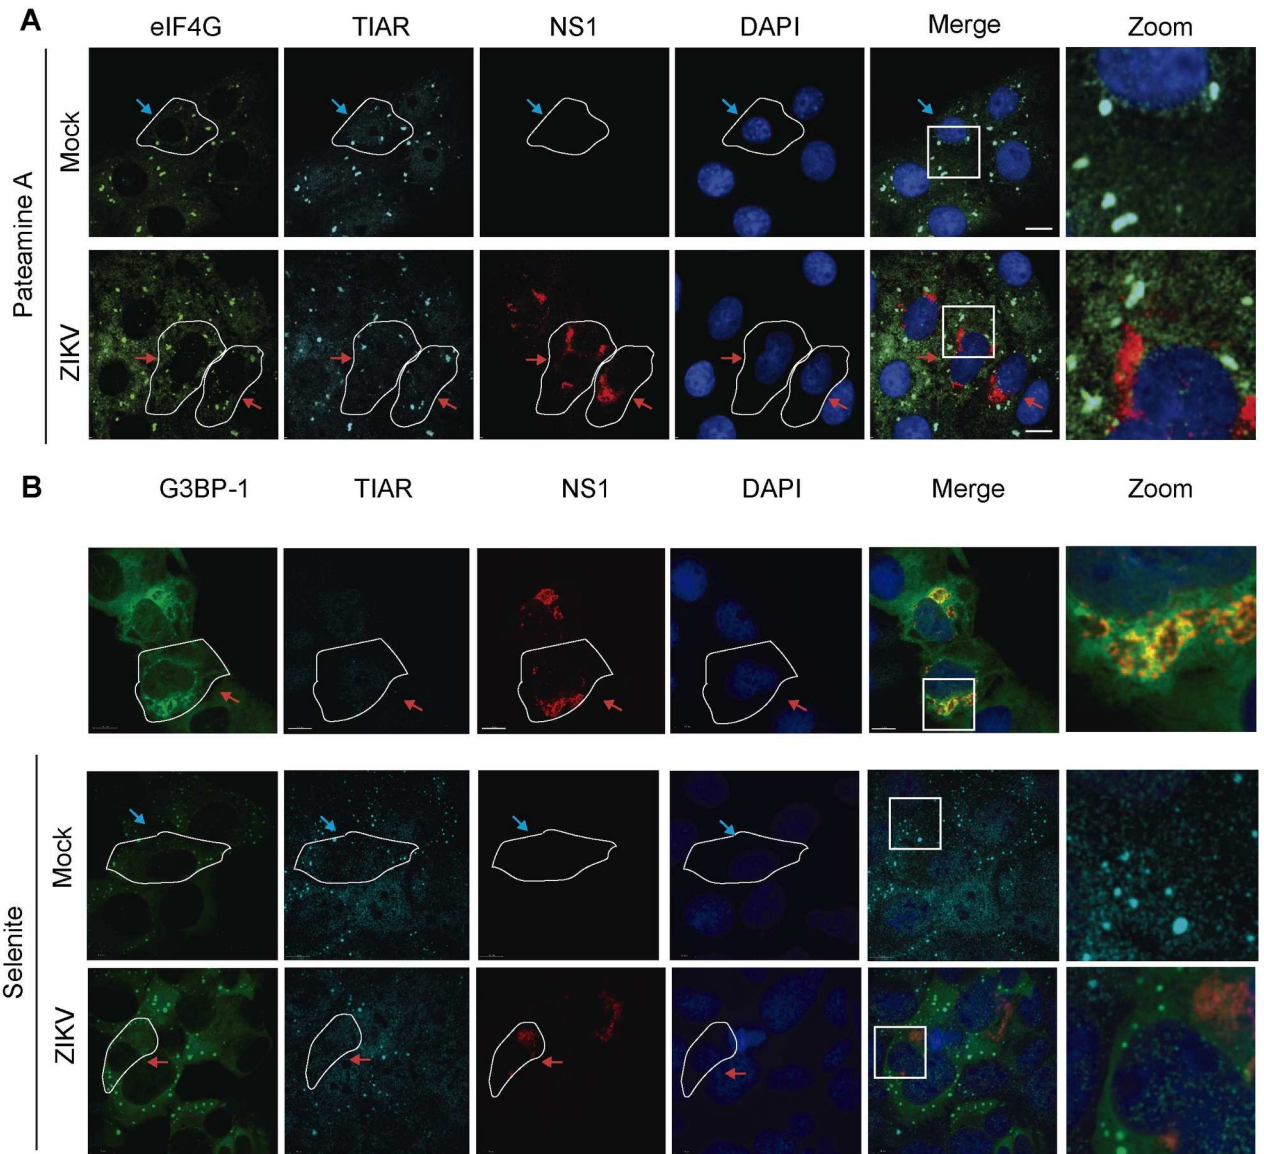 A
eIF4G TIAR NS1 DAPI Merge Zoom
Pateamine A
Mock
ZIKV
B
G3BP-1 TIAR NS1 DAPI Merge Zoom
Selenite
Mock
ZIKV